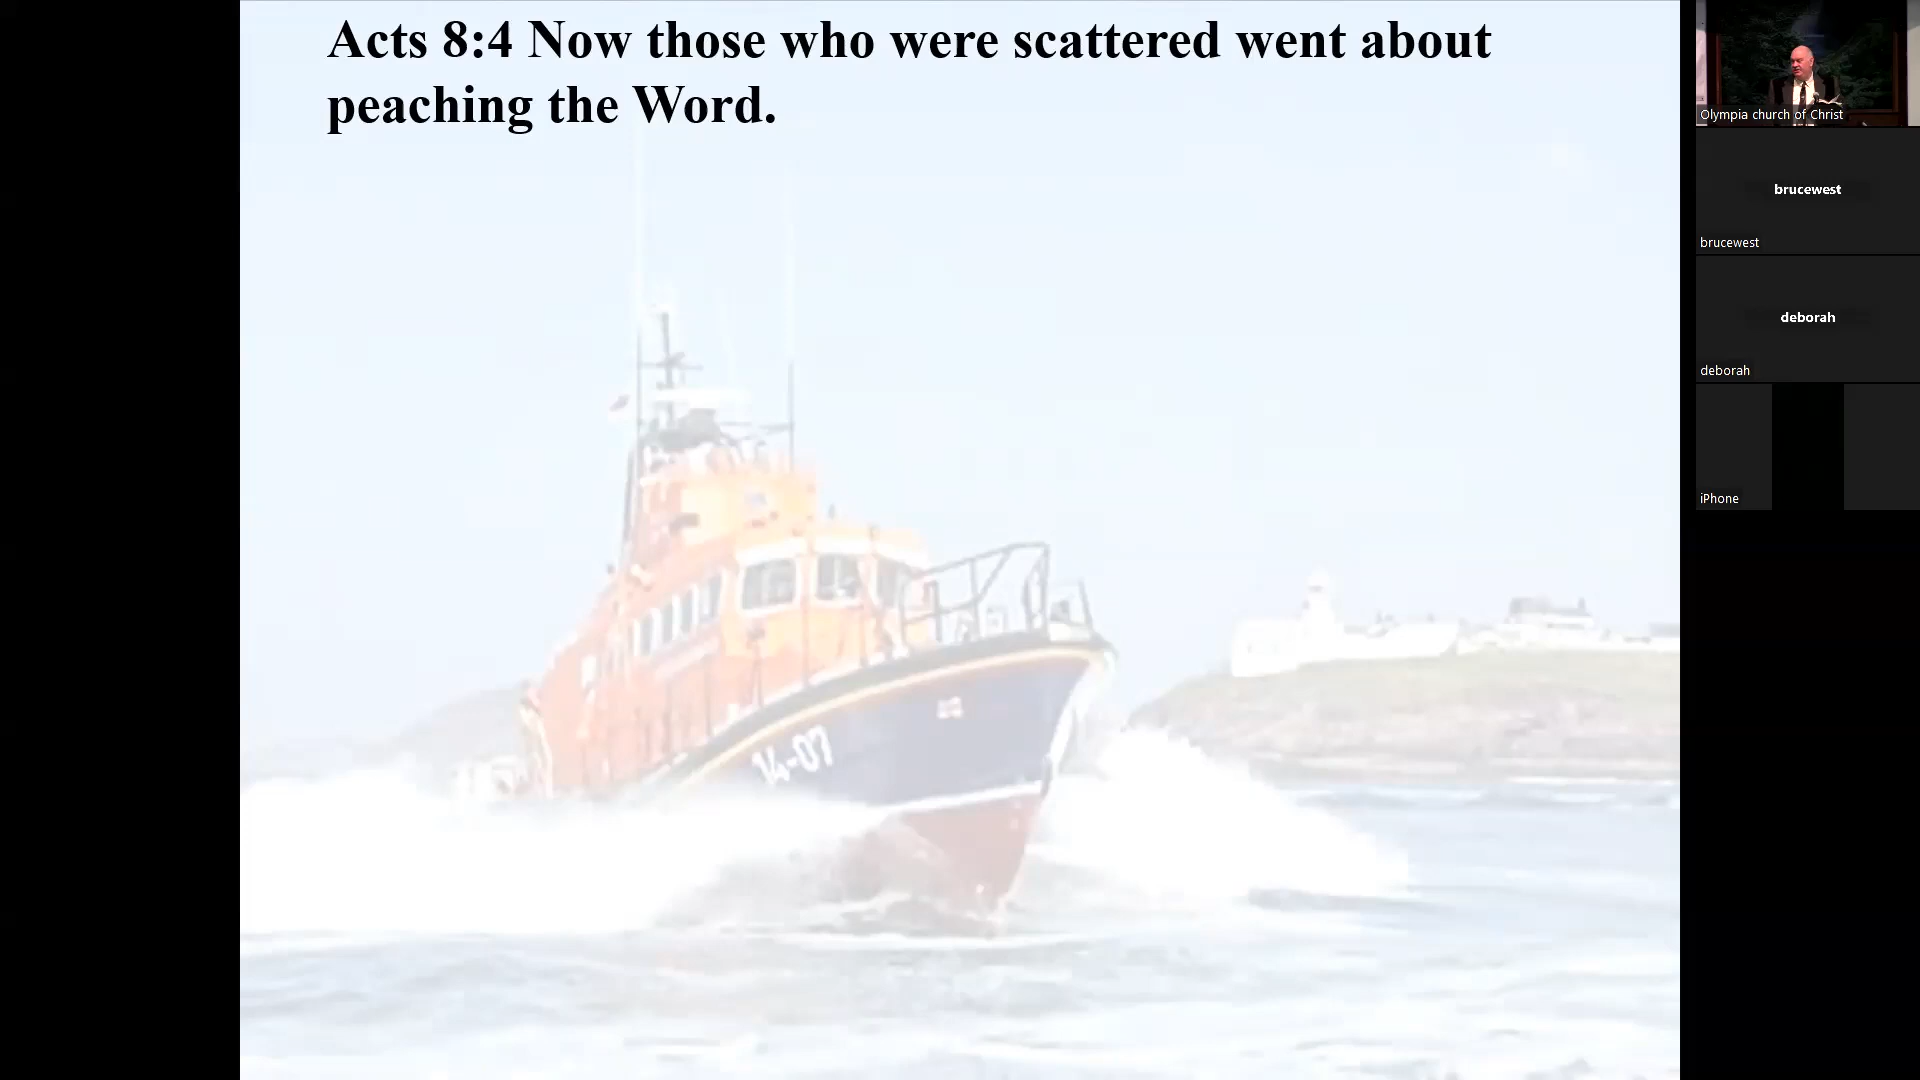 Acts 8:4 Now those who were scattered went about
peaching the Word.
14-07
Olympia church of Christ
brucewest
brucewest
deborah
deborah
iPhone